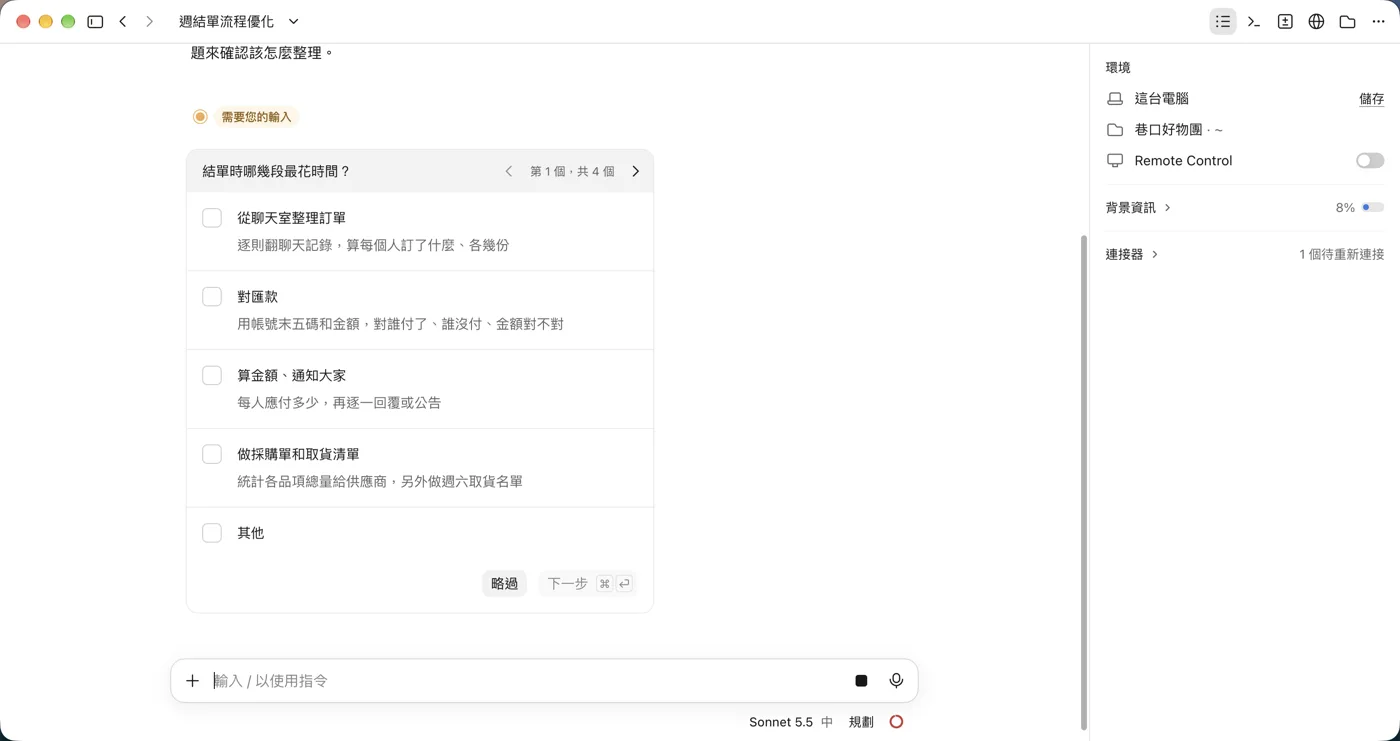 週結單流程優化
題來確認該怎麼整理。
需要您的輸入
結單時哪幾段最花時間？
第 1 個，共 4 個
從聊天室整理訂單
逐則翻聊天記錄，算每個人訂了什麼、各幾份
對匯款
用帳號末五碼和金額，對誰付了、誰沒付、金額對不對
算金額、通知大家
每人應付多少，再逐一回覆或公告
做採購單和取貨清單
統計各品項總量給供應商，另外做週六取貨名單
其他
略過
下一步 ⌘ ↵
輸入 / 以使用指令
Sonnet 5.5 中 規劃
環境
這台電腦 儲存
巷口好物團 · ~
Remote Control
背景資訊 8%
連接器 1 個待重新連接